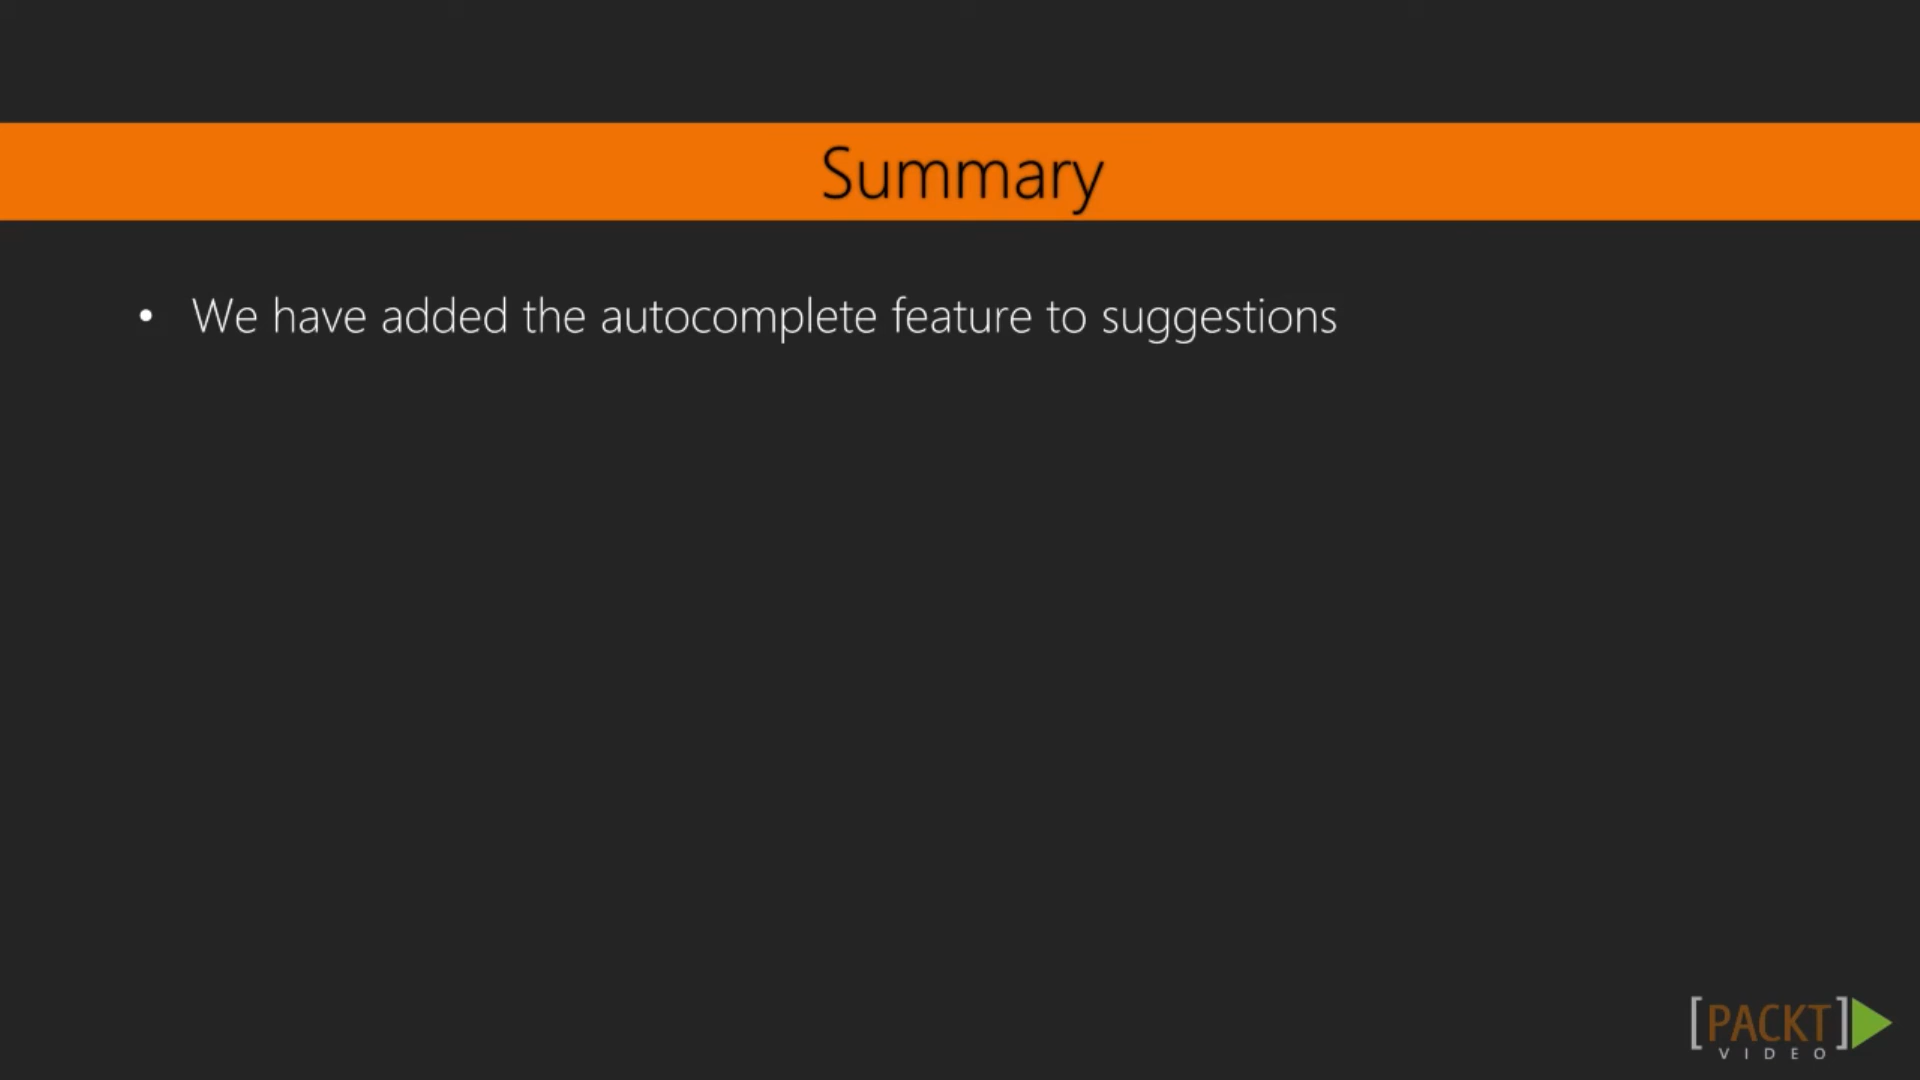 Summary
• We have added the autocomplete feature to suggestions
[PACKT]
VIDEO